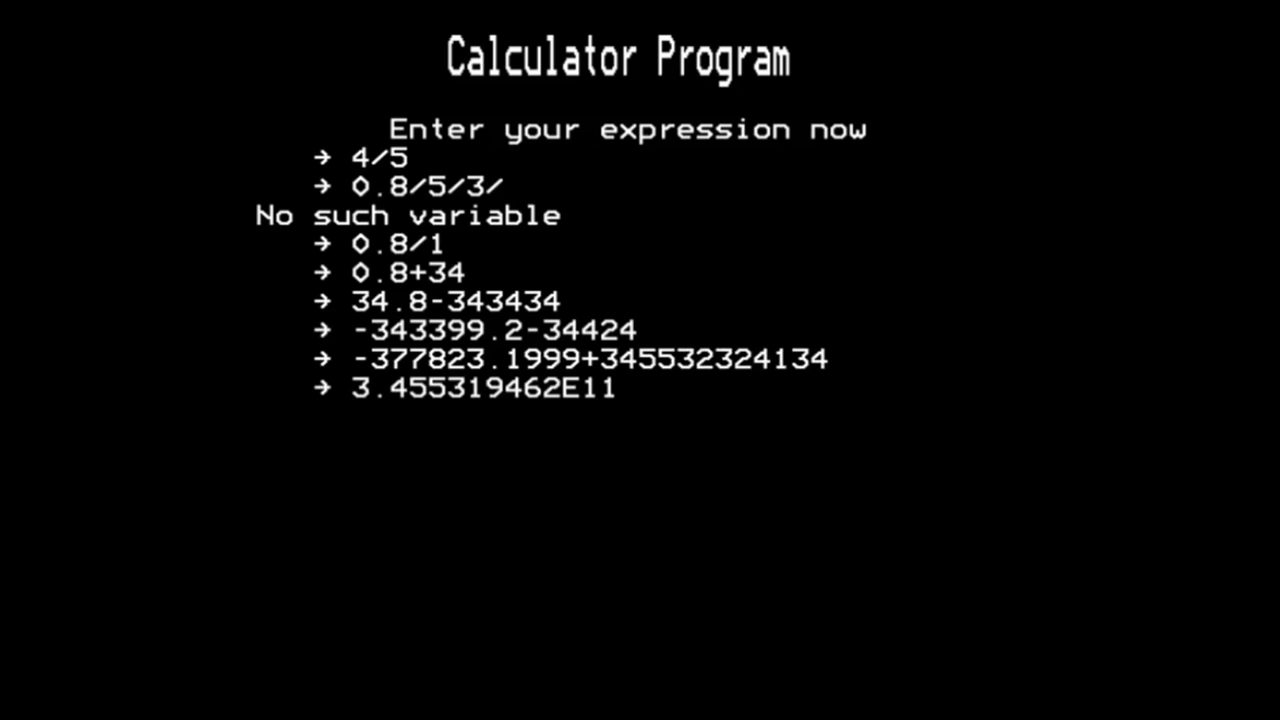 Calculator Program
Enter your expression now
→ 4/5
→ 0.8/5/3/
No such variable
→ 0.8/1
→ 0.8+34
→ 34.8-343434
→ -343399.2-34424
→ -377823.1999+345532324134
→ 3.455319462E11